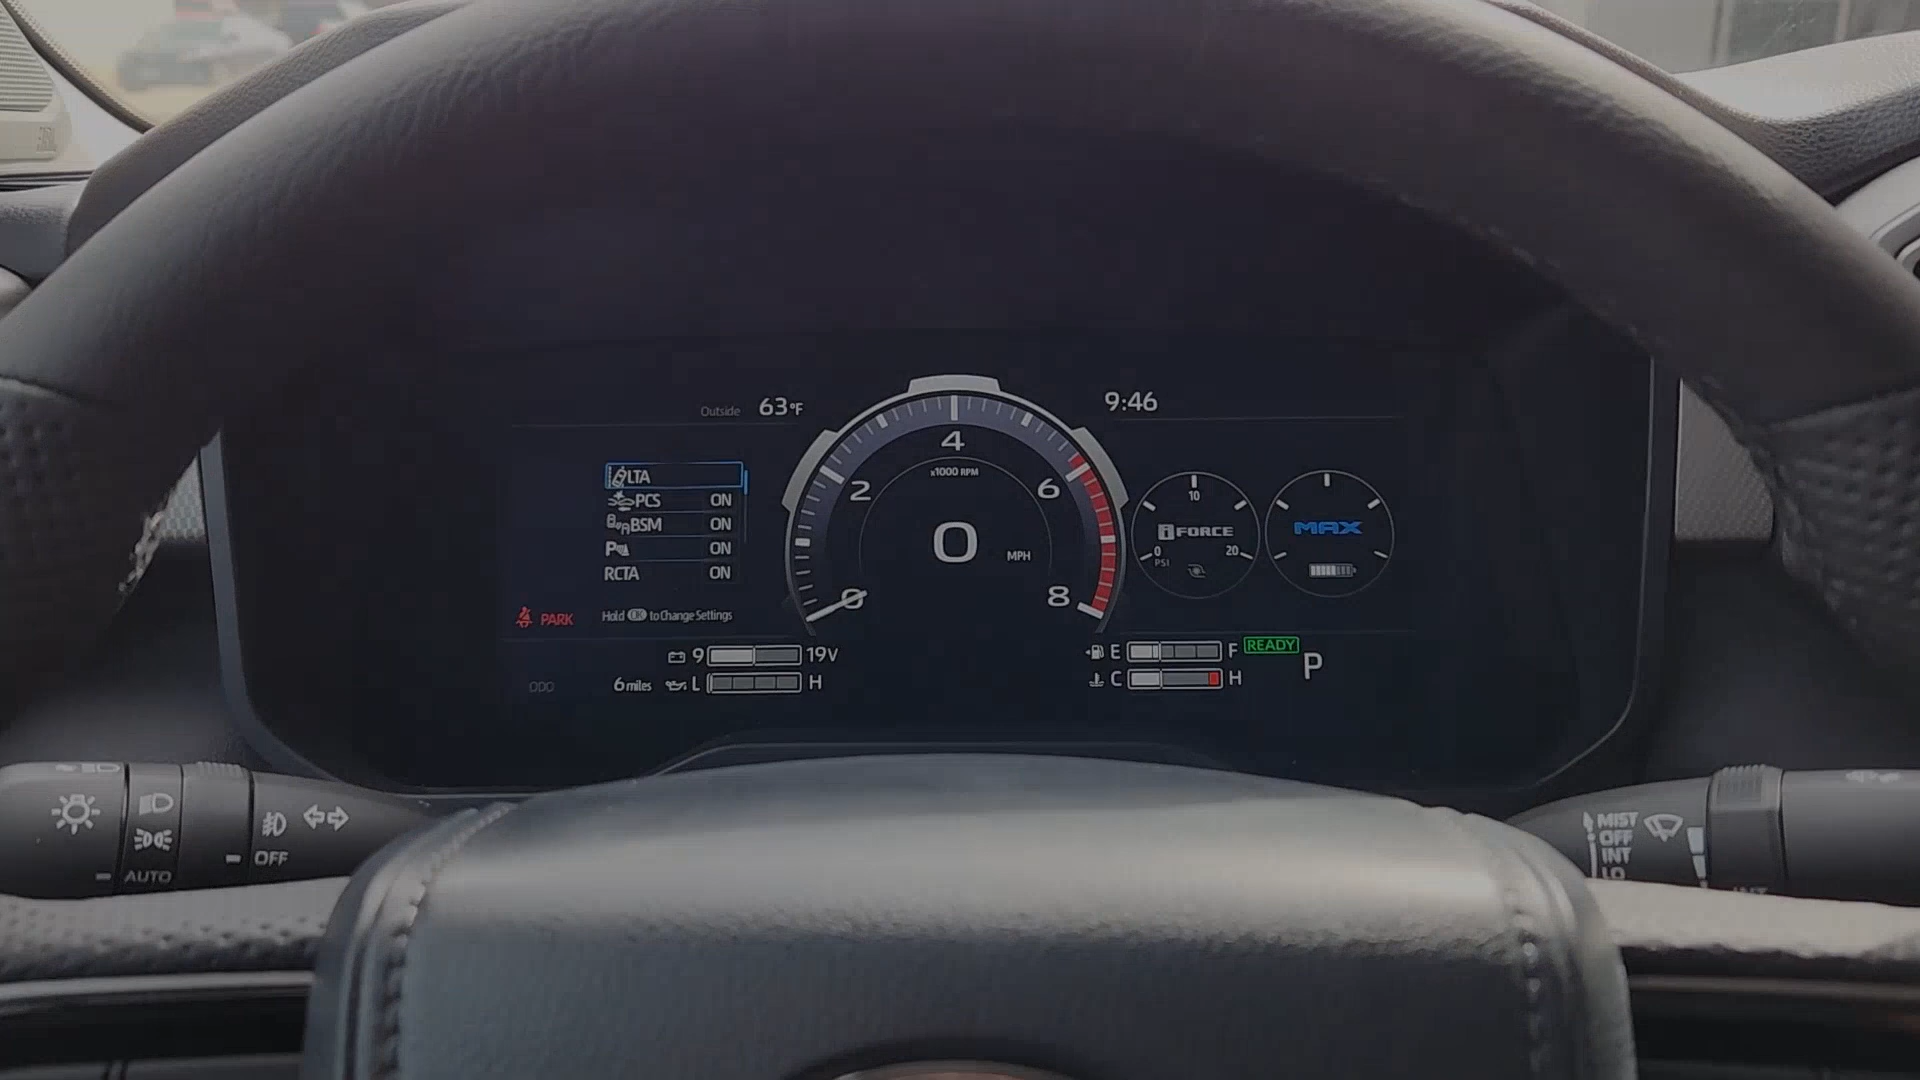 Outside 63°F
9:46
LTA
PCS ON
BSM ON
P ON
RCTA ON
PARK
Hold OK to Change Settings
0
2
4
6
8
x1000 RPM
0 MPH
10
i FORCE
0 20
PSI
MAX
9 19V
ODO 6 miles L H
E F READY
C H
P
OFF
AUTO
MIST
OFF
INT
LO